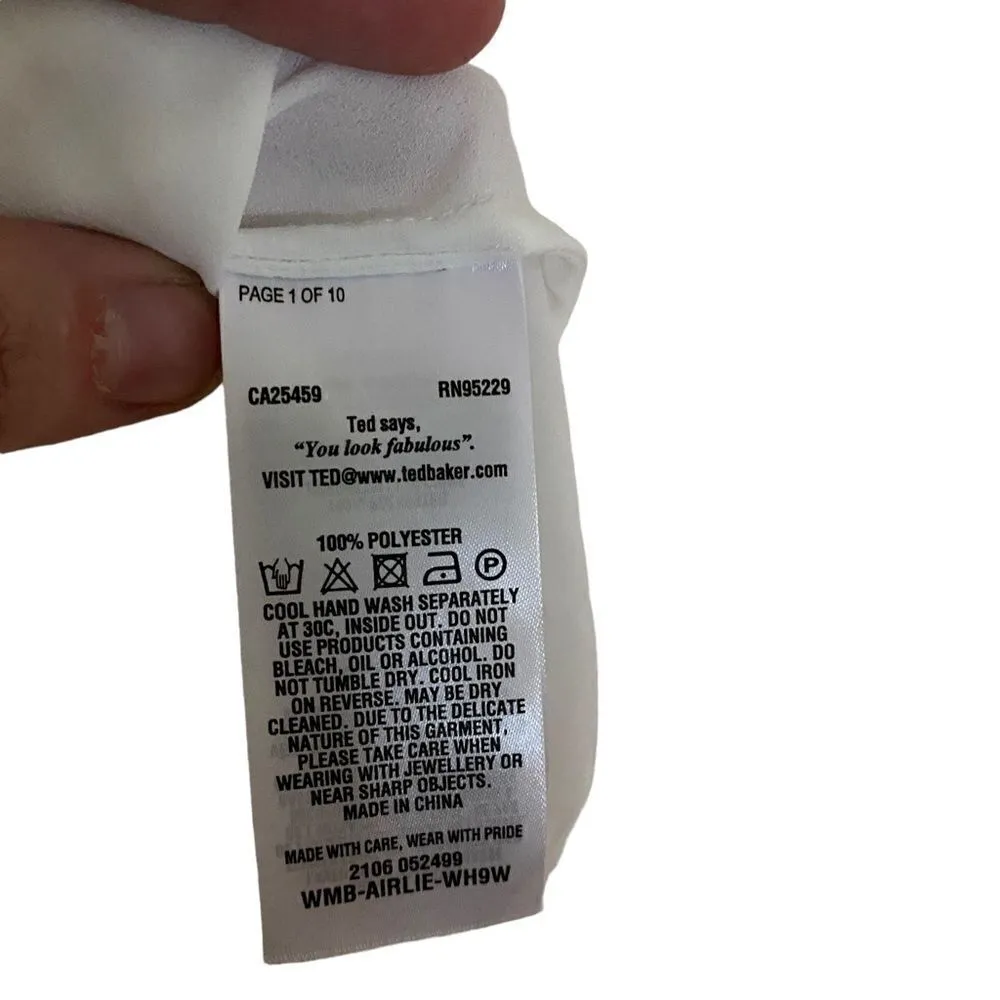 PAGE 1 OF 10
CA25459 RN95229
Ted says,
“You look fabulous”.
VISIT TED@www.tedbaker.com
100% POLYESTER
P
COOL HAND WASH SEPARATELY
AT 30C, INSIDE OUT. DO NOT
USE PRODUCTS CONTAINING
BLEACH, OIL OR ALCOHOL. DO
NOT TUMBLE DRY. COOL IRON
ON REVERSE. MAY BE DRY
CLEANED. DUE TO THE DELICATE
NATURE OF THIS GARMENT,
PLEASE TAKE CARE WHEN
WEARING WITH JEWELLERY OR
NEAR SHARP OBJECTS.
MADE IN CHINA
MADE WITH CARE, WEAR WITH PRIDE
2106 052499
WMB-AIRLIE-WH9W